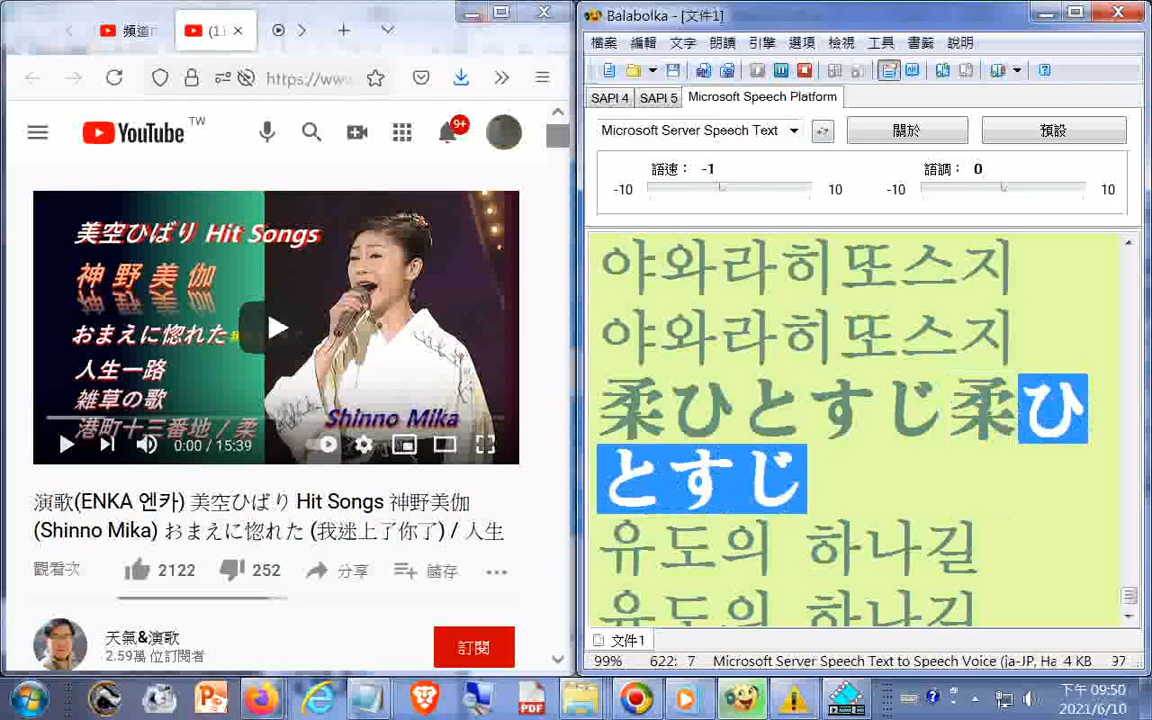 頻道
(1
https://www
YouTube TW
9+
美空ひばり Hit Songs
神野美伽
おまえに惚れた
人生一路
雑草の歌
港町十三番地 / 柔
Shinno Mika
0:00 / 15:39
演歌(ENKA 엔카) 美空ひばり Hit Songs 神野美伽
(Shinno Mika) おまえに惚れた (我迷上了你了) / 人生
觀看次
2122
252
分享
儲存
天氣&演歌
2.59萬 位訂閱者
訂閱
Balabolka - [文件1]
檔案 編輯 文字 朗讀 引擎 選項 檢視 工具 書籤 說明
SAPI 4 SAPI 5 Microsoft Speech Platform
Microsoft Server Speech Text
關於
預設
語速： -1
-10 10
語調： 0
-10 10
야와라히또스지
야와라히또스지
柔ひとすじ柔ひ
とすじ
유도의 하나길
유도의 하나길
文件1
99% 622: 7 Microsoft Server Speech Text to Speech Voice (ja-JP, Ha 4 KB 97
PDF
下午 09:50
2021/6/10